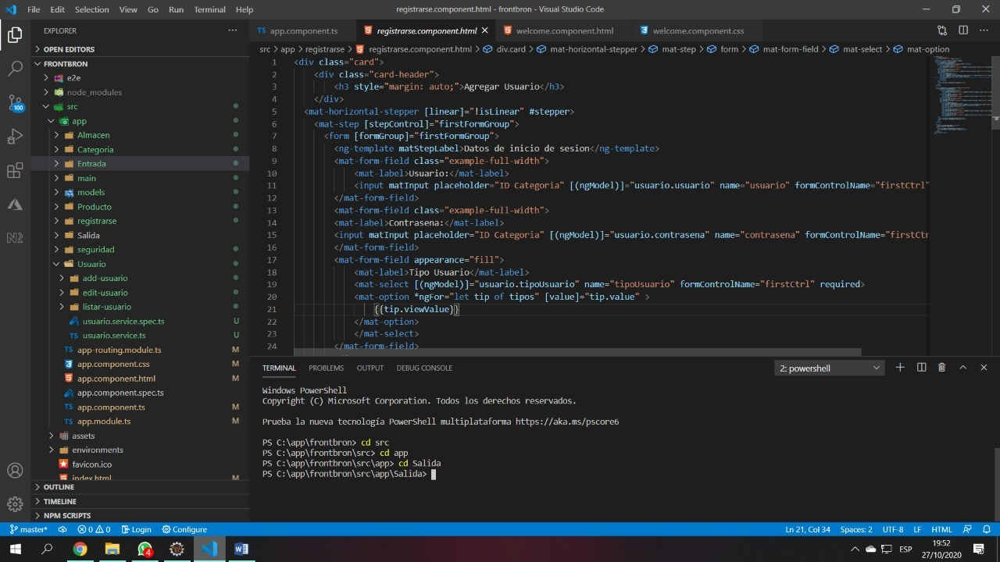 File Edit Selection View Go Run Terminal Help
registrarse.component.html - frontbron - Visual Studio Code
EXPLORER
OPEN EDITORS
FRONTBRON
e2e
node_modules
src
app
Almacen
Categoria
Entrada
main
models
Producto
registrarse
Salida
seguridad
Usuario
add-usuario
edit-usuario
listar-usuario
usuario.service.spec.ts U
TS usuario.service.ts U
TS app-routing.module.ts M
app.component.css M
app.component.html M
app.component.spec.ts
TS app.component.ts M
TS app.module.ts M
assets
environments
favicon.ico
index.html M
OUTLINE
TIMELINE
NPM SCRIPTS
100
TS app.component.ts registrarse.component.html welcome.component.html welcome.component.css
src > app > registrarse > registrarse.component.html > div.card > mat-horizontal-stepper > mat-step > form > mat-form-field > mat-select > mat-option
1 <div class="card">
2 <div class="card-header">
3 <h3 style="margin: auto;">Agregar Usuario</h3>
4 </div>
5 <mat-horizontal-stepper [linear]="!isLinear" #stepper>
6 <mat-step [stepControl]="firstFormGroup">
7 <form [formGroup]="firstFormGroup">
8 <ng-template matStepLabel>Datos de inicio de sesion</ng-template>
9 <mat-form-field class="example-full-width">
10 <mat-label>Usuario:</mat-label>
11 <input matInput placeholder="ID Categoria" [(ngModel)]="usuario.usuario" name="usuario" formControlName="firstCtrl"
12 </mat-form-field>
13 <mat-form-field class="example-full-width">
14 <mat-label>Contrasena:</mat-label>
15 <input matInput placeholder="ID Categoria" [(ngModel)]="usuario.contrasena" name="contrasena" formControlName="firstCtr
16 </mat-form-field>
17 <mat-form-field appearance="fill">
18 <mat-label>Tipo Usuario</mat-label>
19 <mat-select [(ngModel)]="usuario.tipoUsuario" name="tipoUsuario" formControlName="firstCtrl" required>
20 <mat-option *ngFor="let tip of tipos" [value]="tip.value" >
21 {{tip.viewValue}}
22 </mat-option>
23 </mat-select>
24 </mat-form-field>
TERMINAL PROBLEMS OUTPUT DEBUG CONSOLE
2: powershell
Windows PowerShell
Copyright (C) Microsoft Corporation. Todos los derechos reservados.
Prueba la nueva tecnología PowerShell multiplataforma https://aka.ms/pscore6
PS C:\app\frontbron> cd src
PS C:\app\frontbron\src> cd app
PS C:\app\frontbron\src\app> cd Salida
PS C:\app\frontbron\src\app\Salida>
master* 0 0 Login Configure
Ln 21, Col 34 Spaces: 2 UTF-8 LF HTML
4
ESP
19:52
27/10/2020